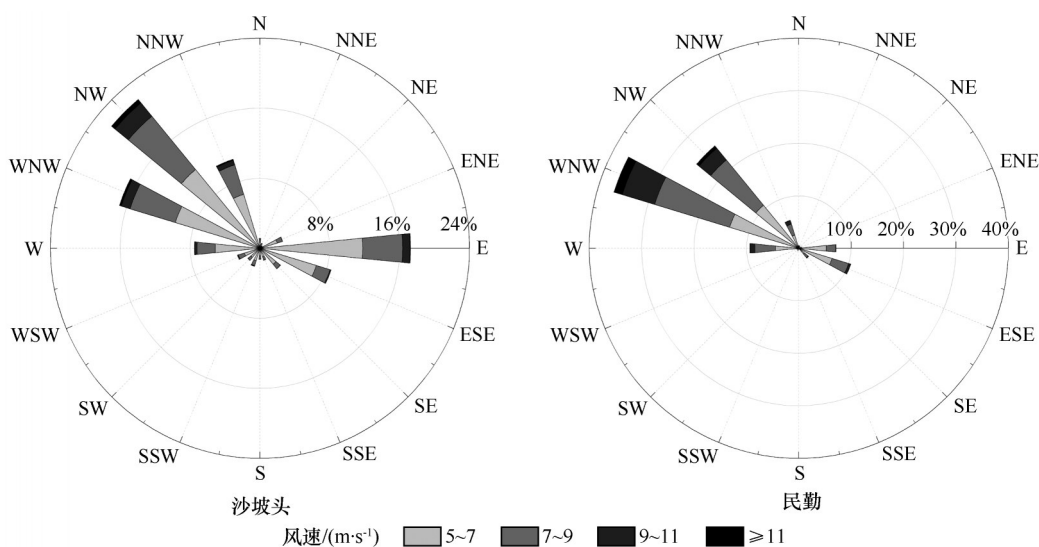 N
NNW
NNE
NW
NE
WNW
ENE
8%
16%
24%
W
E
WSW
ESE
SW
SE
SSW
SSE
S
沙坡头
N
NNW
NNE
NW
NE
WNW
ENE
10%
20%
30%
40%
W
E
WSW
ESE
SW
SE
SSW
SSE
S
民勤
风速/(m·s⁻¹) 5~7 7~9 9~11 ≥11